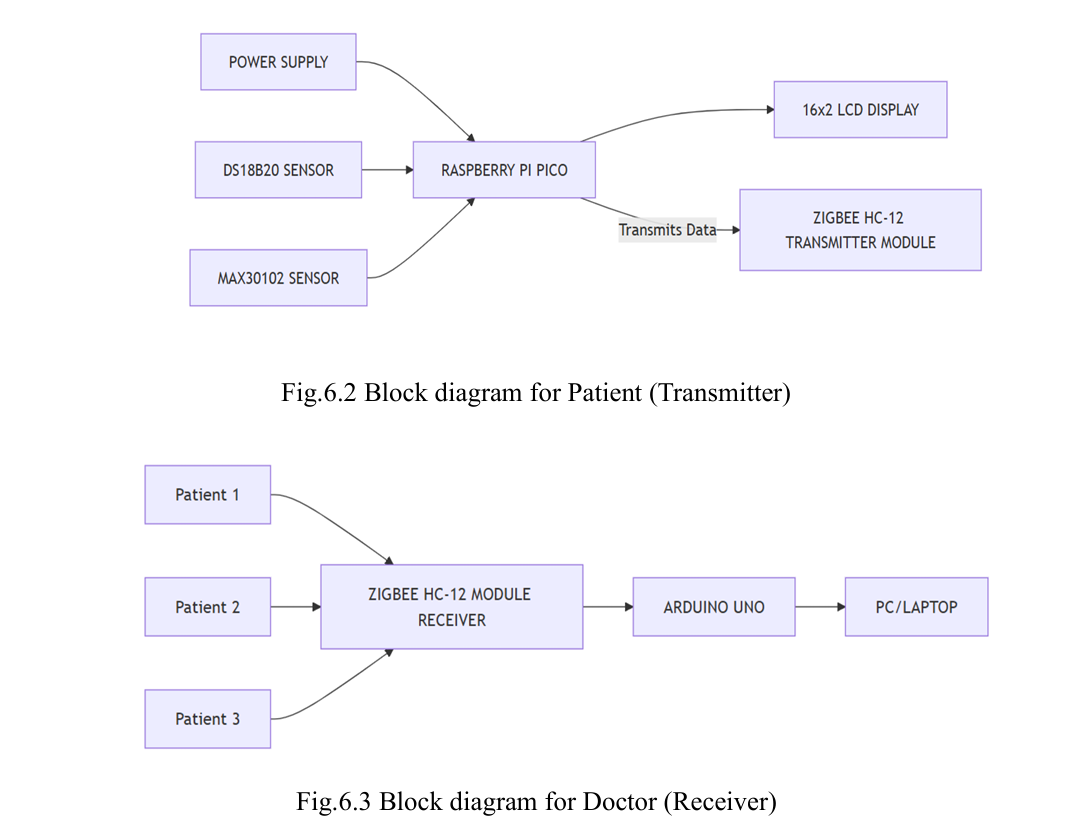 POWER SUPPLY
16x2 LCD DISPLAY
DS18B20 SENSOR
RASPBERRY PI PICO
ZIGBEE HC-12
TRANSMITTER MODULE
Transmits Data
MAX30102 SENSOR
Fig.6.2 Block diagram for Patient (Transmitter)
Patient 1
Patient 2
ZIGBEE HC-12 MODULE
RECEIVER
ARDUINO UNO
PC/LAPTOP
Patient 3
Fig.6.3 Block diagram for Doctor (Receiver)